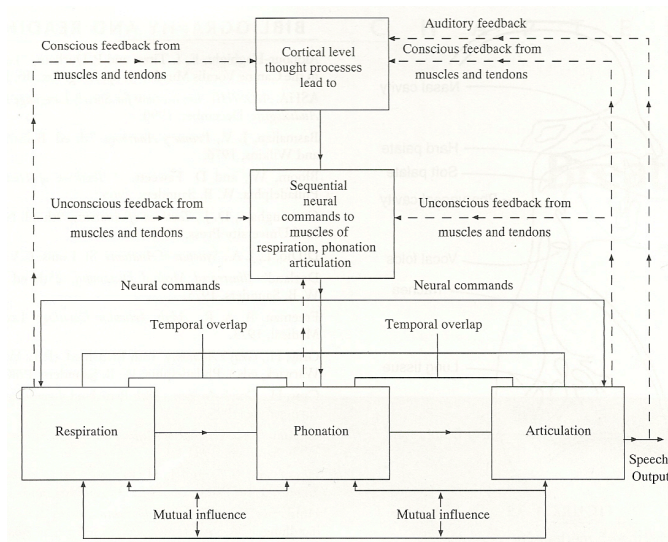 Auditory feedback
Conscious feedback from
muscles and tendons
Cortical level
thought processes
lead to
Conscious feedback from
muscles and tendons
Unconscious feedback from
muscles and tendons
Sequential
neural
commands to
muscles of
respiration, phonation
articulation
Unconscious feedback from
muscles and tendons
Neural commands
Neural commands
Temporal overlap
Temporal overlap
Respiration
Phonation
Articulation
Speech
Output
Mutual influence
Mutual influence